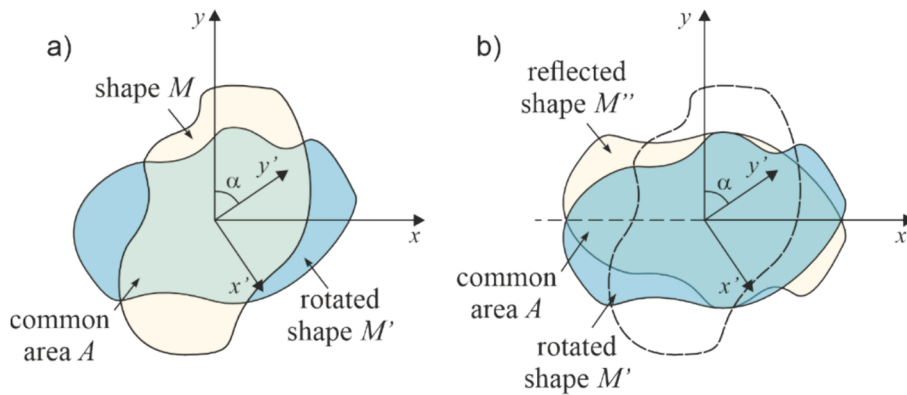 a)
y
shape M
α
y'
x
x'
common
area A
rotated
shape M'
b)
y
reflected
shape M''
α
y'
x
x'
common
area A
rotated
shape M'